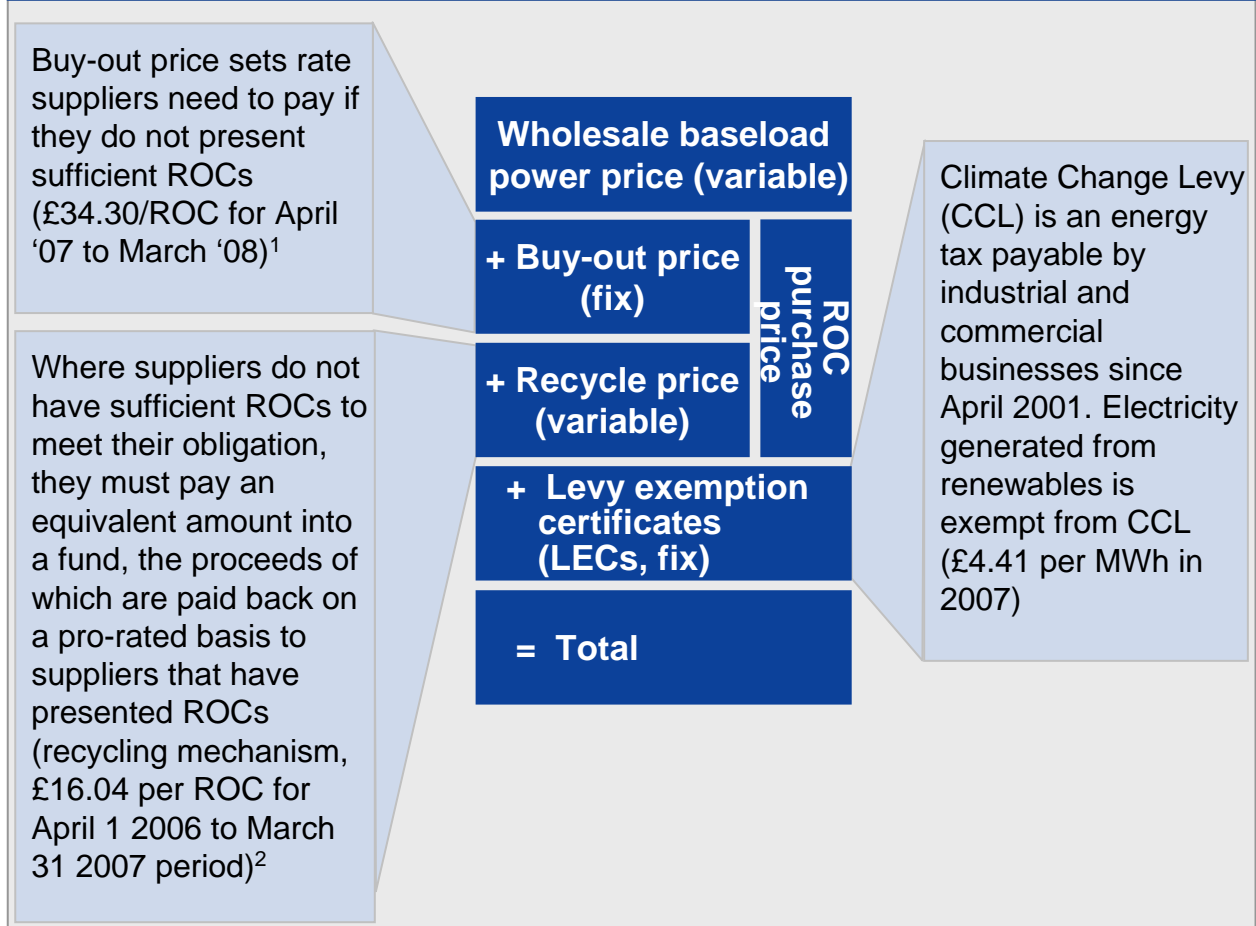 Buy-out price sets rate
suppliers need to pay if
they do not present
sufficient ROCs
(£34.30/ROC for April
‘07 to March ‘08)¹
Where suppliers do not
have sufficient ROCs to
meet their obligation,
they must pay an
equivalent amount into
a fund, the proceeds of
which are paid back on
a pro-rated basis to
suppliers that have
presented ROCs
(recycling mechanism,
£16.04 per ROC for
April 1 2006 to March
31 2007 period)²
Wholesale baseload
power price (variable)
+ Buy-out price
(fix)
+ Recycle price
(variable)
ROC
purchase
price
+ Levy exemption
certificates
(LECs, fix)
= Total
Climate Change Levy
(CCL) is an energy
tax payable by
industrial and
commercial
businesses since
April 2001. Electricity
generated from
renewables is
exempt from CCL
(£4.41 per MWh in
2007)